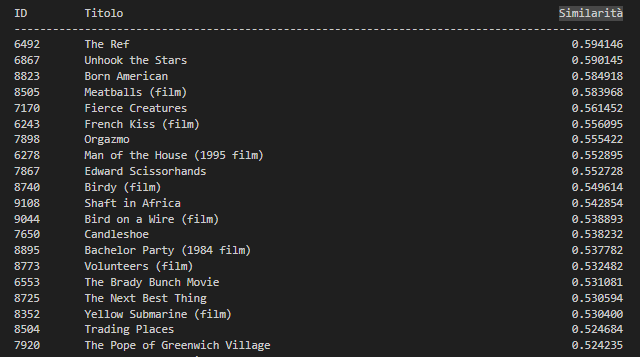 ID Titolo Similarità
--------------------------------------------------------------------------------------
6492 The Ref 0.594146
6867 Unhook the Stars 0.590145
8823 Born American 0.584918
8505 Meatballs (film) 0.583968
7170 Fierce Creatures 0.561452
6243 French Kiss (film) 0.556095
7898 Orgazmo 0.555422
6278 Man of the House (1995 film) 0.552895
7867 Edward Scissorhands 0.552728
8740 Birdy (film) 0.549614
9108 Shaft in Africa 0.542854
9044 Bird on a Wire (film) 0.538893
7650 Candleshoe 0.538232
8895 Bachelor Party (1984 film) 0.537782
8773 Volunteers (film) 0.532482
6553 The Brady Bunch Movie 0.531081
8725 The Next Best Thing 0.530594
8352 Yellow Submarine (film) 0.530400
8504 Trading Places 0.524684
7920 The Pope of Greenwich Village 0.524235